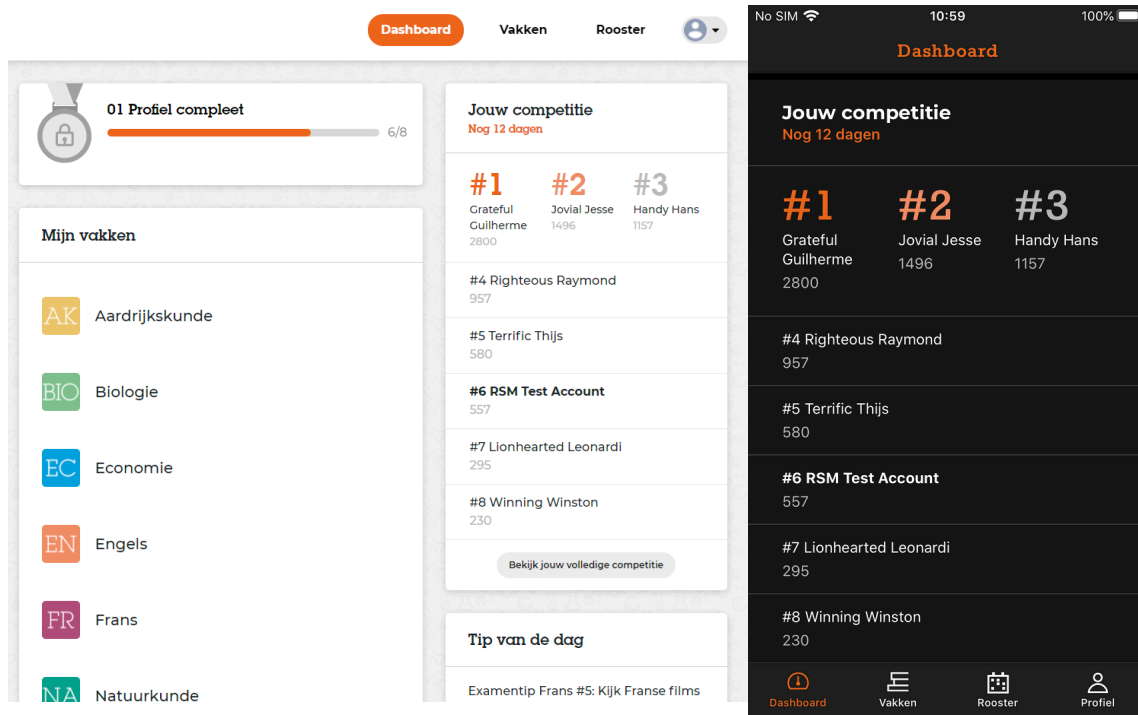 Dashboard
Vakken
Rooster
01 Profiel compleet
6/8
Mijn vakken
AK
Aardrijkskunde
BIO
Biologie
EC
Economie
EN
Engels
FR
Frans
NA
Natuurkunde
Jouw competitie
Nog 12 dagen
#1
#2
#3
Grateful
Guilherme
2800
Jovial Jesse
1496
Handy Hans
1157
#4 Righteous Raymond
957
#5 Terrific Thijs
580
#6 RSM Test Account
557
#7 Lionhearted Leonardi
295
#8 Winning Winston
230
Bekijk jouw volledige competitie
Tip van de dag
Examentip Frans #5: Kijk Franse films
No SIM
10:59
100%
Dashboard
Jouw competitie
Nog 12 dagen
#1
#2
#3
Grateful
Guilherme
2800
Jovial Jesse
1496
Handy Hans
1157
#4 Righteous Raymond
957
#5 Terrific Thijs
580
#6 RSM Test Account
557
#7 Lionhearted Leonardi
295
#8 Winning Winston
230
Dashboard
Vakken
Rooster
Profiel